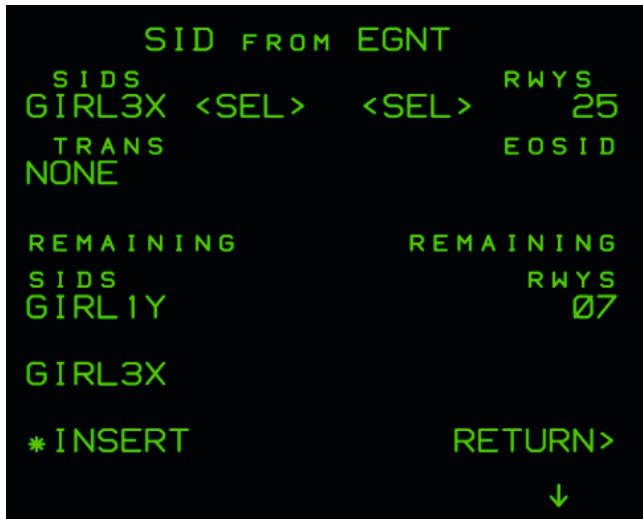 SID FROM EGNT
SIDS RWYS
GIRL3X <SEL> <SEL> 25
TRANS EOSID
NONE
REMAINING REMAINING
SIDS RWYS
GIRL1Y 07
GIRL3X
*INSERT RETURN>
↓